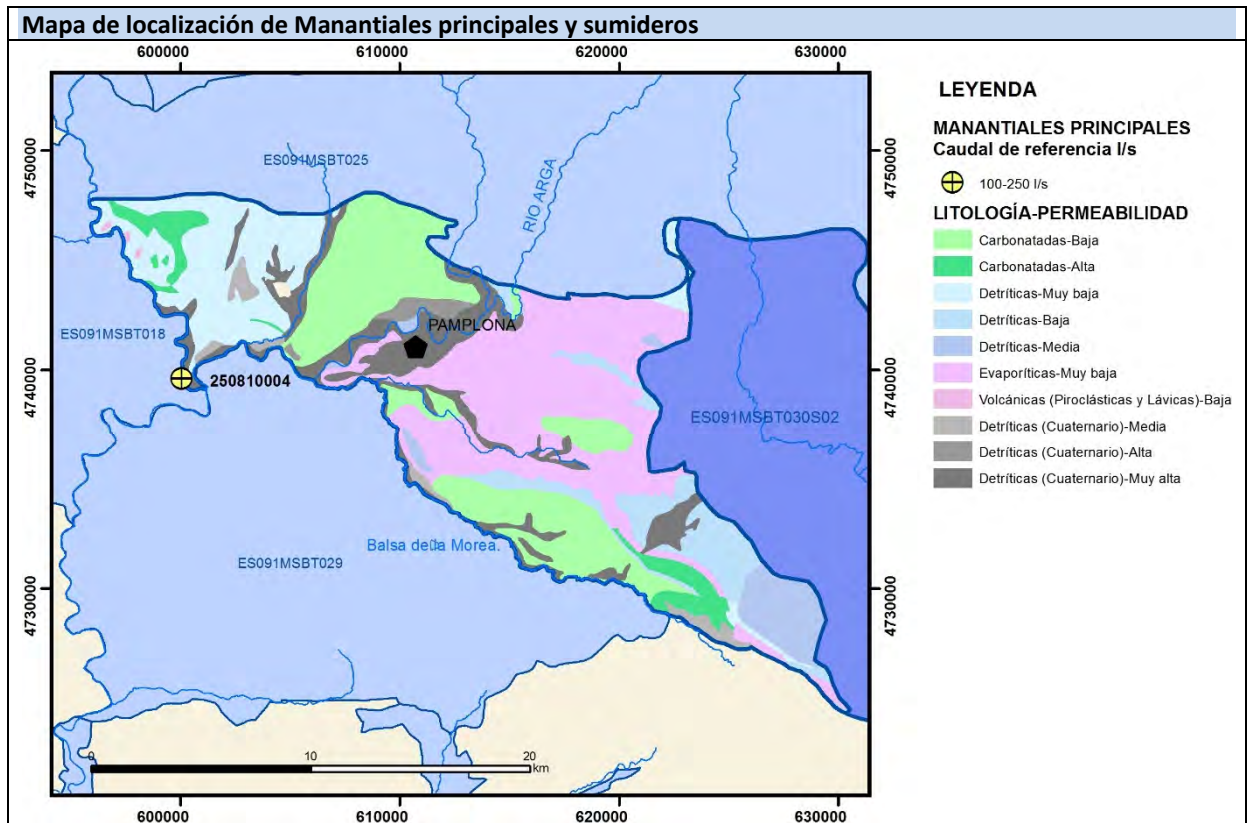 Mapa de localización de Manantiales principales y sumideros
600000 610000 620000 630000
LEYENDA
MANANTIALES PRINCIPALES
Caudal de referencia l/s
100-250 l/s
LITOLOGÍA-PERMEABILIDAD
Carbonatadas-Baja
Carbonatadas-Alta
Detríticas-Muy baja
Detríticas-Baja
Detríticas-Media
Evaporíticas-Muy baja
Volcánicas (Piroclásticas y Lávicas)-Baja
Detríticas (Cuaternario)-Media
Detríticas (Cuaternario)-Alta
Detríticas (Cuaternario)-Muy alta
4750000
4750000
ES091MSBT025
RIO ARGA
ES091MSBT018
PAMPLONA
4740000
4740000
250810004
ES091MSBT030S02
Balsa de la Morea.
ES091MSBT029
4730000
4730000
0 10 20
km
600000 610000 620000 630000